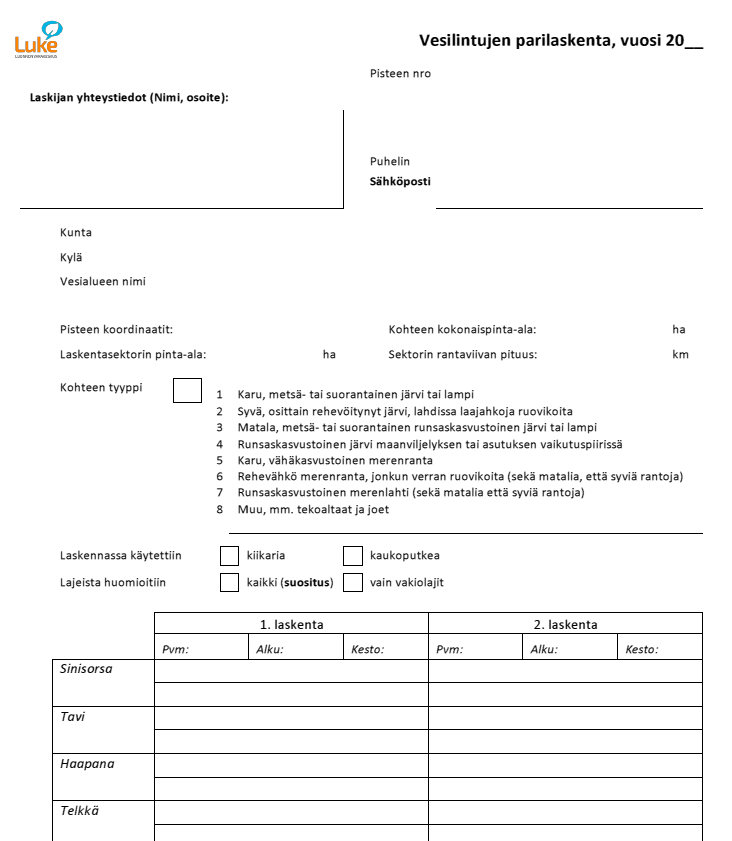 Luke
LUONNONVARAKESKUS
Vesilintujen parilaskenta, vuosi 20__
Pisteen nro
Laskijan yhteystiedot (Nimi, osoite):
Puhelin
Sähköposti
Kunta
Kylä
Vesialueen nimi
Pisteen koordinaatit: Kohteen kokonaispinta-ala: ha
Laskentasektorin pinta-ala: ha Sektorin rantaviivan pituus: km
Kohteen tyyppi
1 Karu, metsä- tai suorantainen järvi tai lampi
2 Syvä, osittain rehevöitynyt järvi, lahdissa laajahkoja ruovikoita
3 Matala, metsä- tai suorantainen runsaskasvustoinen järvi tai lampi
4 Runsaskasvustoinen järvi maanviljelyksen tai asutuksen vaikutuspiirissä
5 Karu, vähäkasvustoinen merenranta
6 Rehevähkö merenranta, jonkun verran ruovikoita (sekä matalia, että syviä rantoja)
7 Runsaskasvustoinen merenlahti (sekä matalia että syviä rantoja)
8 Muu, mm. tekoaltaat ja joet
Laskennassa käytettiin kiikaria kaukoputkea
Lajeista huomioitiin kaikki (suositus) vain vakiolajit
1. laskenta 2. laskenta
Pvm: Alku: Kesto: Pvm: Alku: Kesto:
Sinisorsa
Tavi
Haapana
Telkkä